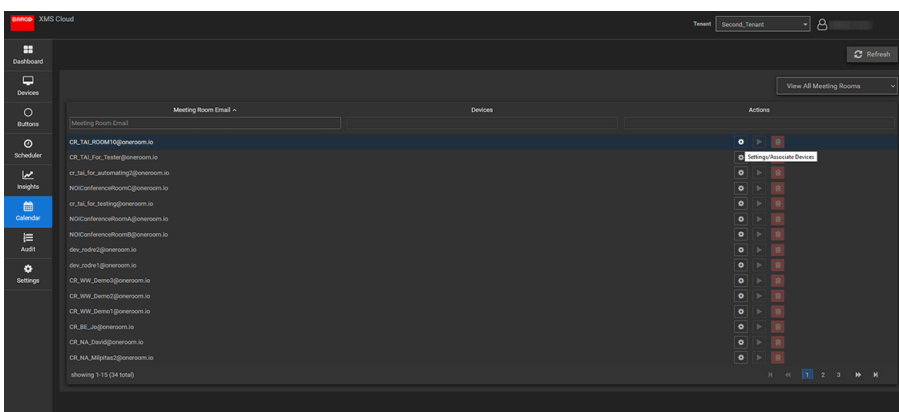 BARCO XMS Cloud
Tenant Second_Tenant
Dashboard
Refresh
Devices
View All Meeting Rooms
Buttons
Meeting Room Email Devices Actions
Meeting Room Email
Scheduler
CR_TAI_ROOM10@oneroom.io
Settings/Associate Devices
CR_TAI_For_Tester@oneroom.io
cr_tai_for_automating2@oneroom.io
Insights
NOIConferenceRoomC@oneroom.io
cr_tai_for_testing@oneroom.io
Calendar
NOIConferenceRoomA@oneroom.io
NOIConferenceRoomB@oneroom.io
Audit
dev_rodre2@oneroom.io
dev_rodre1@oneroom.io
Settings
CR_WW_Demo3@oneroom.io
CR_WW_Demo2@oneroom.io
CR_WW_Demo1@oneroom.io
CR_BE_Jo@oneroom.io
CR_NA_David@oneroom.io
CR_NA_Milpitas2@oneroom.io
showing 1-15 (34 total) 1 2 3